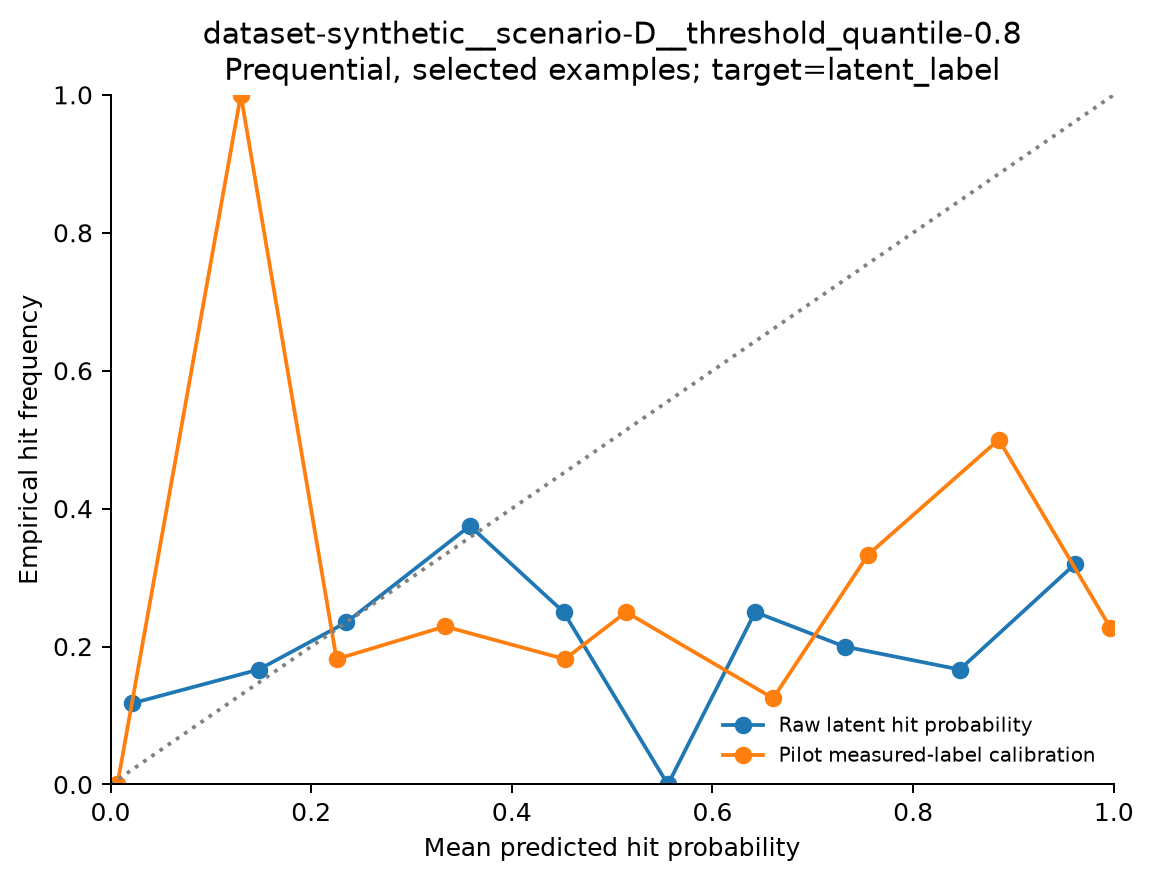 dataset-synthetic__scenario-D__threshold_quantile-0.8
Prequential, selected examples; target=latent_label
1.0
0.8
0.6
0.4
0.2
0.0
Empirical hit frequency
Raw latent hit probability
Pilot measured-label calibration
0.0 0.2 0.4 0.6 0.8 1.0
Mean predicted hit probability